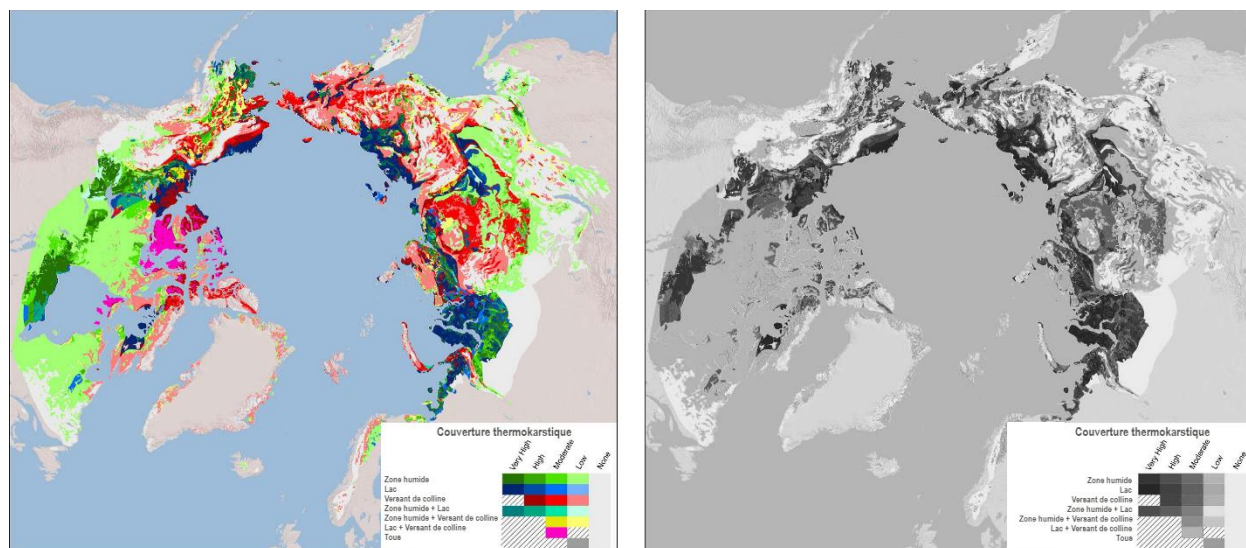 Couverture thermokarstique
Very High
High
Moderate
Low
None
Zone humide
Lac
Versant de colline
Zone humide + Lac
Zone humide + Versant de colline
Lac + Versant de colline
Tous
Couverture thermokarstique
Very High
High
Moderate
Low
None
Zone humide
Lac
Versant de colline
Zone humide + Lac
Zone humide + Versant de colline
Lac + Versant de colline
Tous